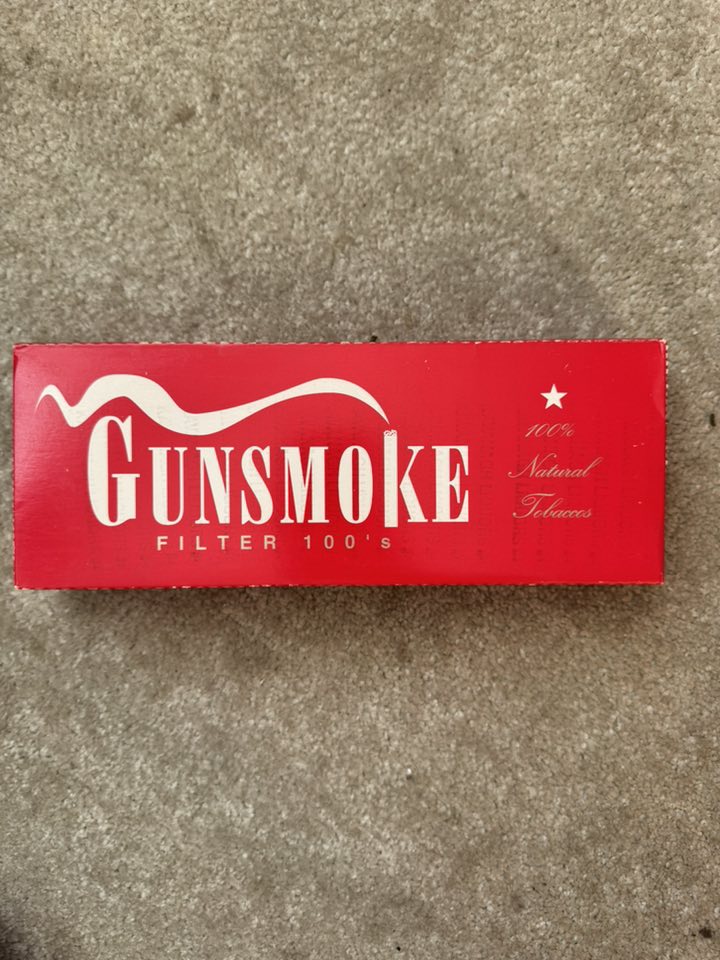 GUNSMOKE
FILTER 100's
100%
Natural
Tobaccos